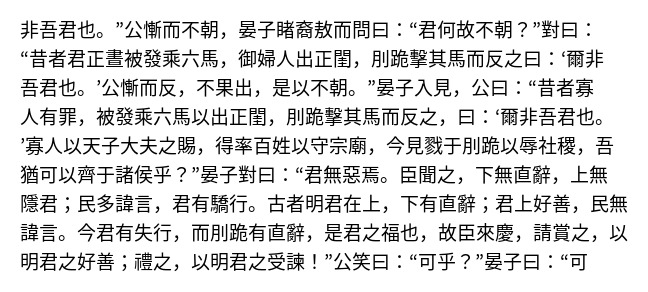 非吾君也。”公慚而不朝，晏子睹裔敖而問曰：“君何故不朝？”對曰：
“昔者君正晝被發乘六馬，御婦人出正閨，刖跪擊其馬而反之曰：‘爾非
吾君也。’公慚而反，不果出，是以不朝。”晏子入見，公曰：“昔者寡
人有罪，被發乘六馬以出正閨，刖跪擊其馬而反之，曰：‘爾非吾君也。
’寡人以天子大夫之賜，得率百姓以守宗廟，今見戮于刖跪以辱社稷，吾
猶可以齊于諸侯乎？”晏子對曰：“君無惡焉。臣聞之，下無直辭，上無
隱君；民多諱言，君有驕行。古者明君在上，下有直辭；君上好善，民無
諱言。今君有失行，而刖跪有直辭，是君之福也，故臣來慶，請賞之，以
明君之好善；禮之，以明君之受諫！”公笑曰：“可乎？”晏子曰：“可